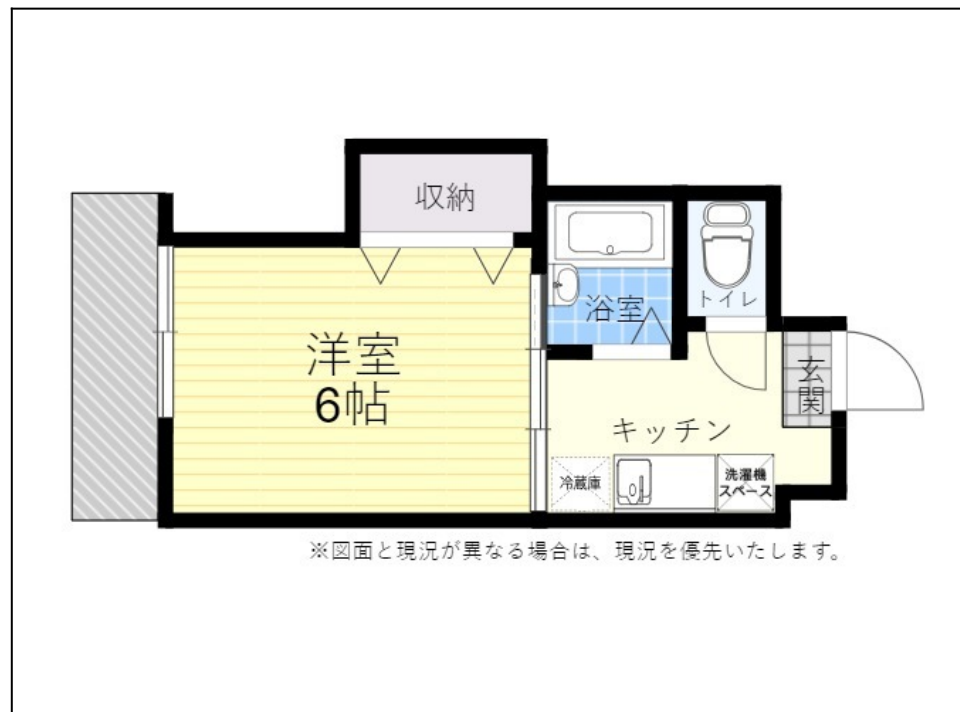 収納
洋室
6帖
浴室
トイレ
玄関
キッチン
冷蔵庫
洗濯機
スペース
※図面と現況が異なる場合は、現況を優先いたします。